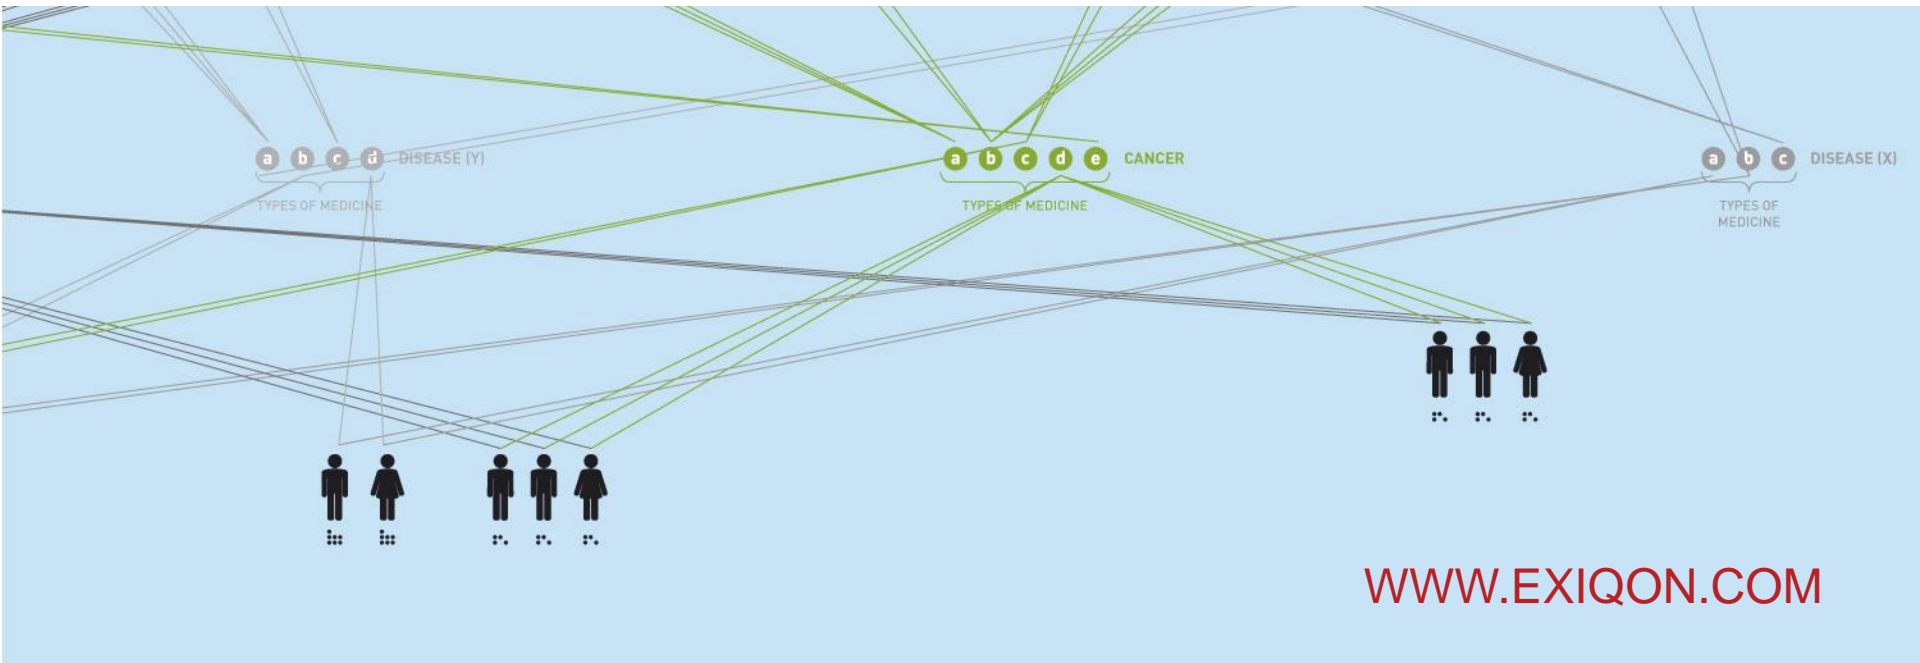 a b c d DISEASE (Y)
TYPES OF MEDICINE
a b c d e CANCER
TYPES OF MEDICINE
a b c DISEASE (X)
TYPES OF
MEDICINE
WWW.EXIQON.COM